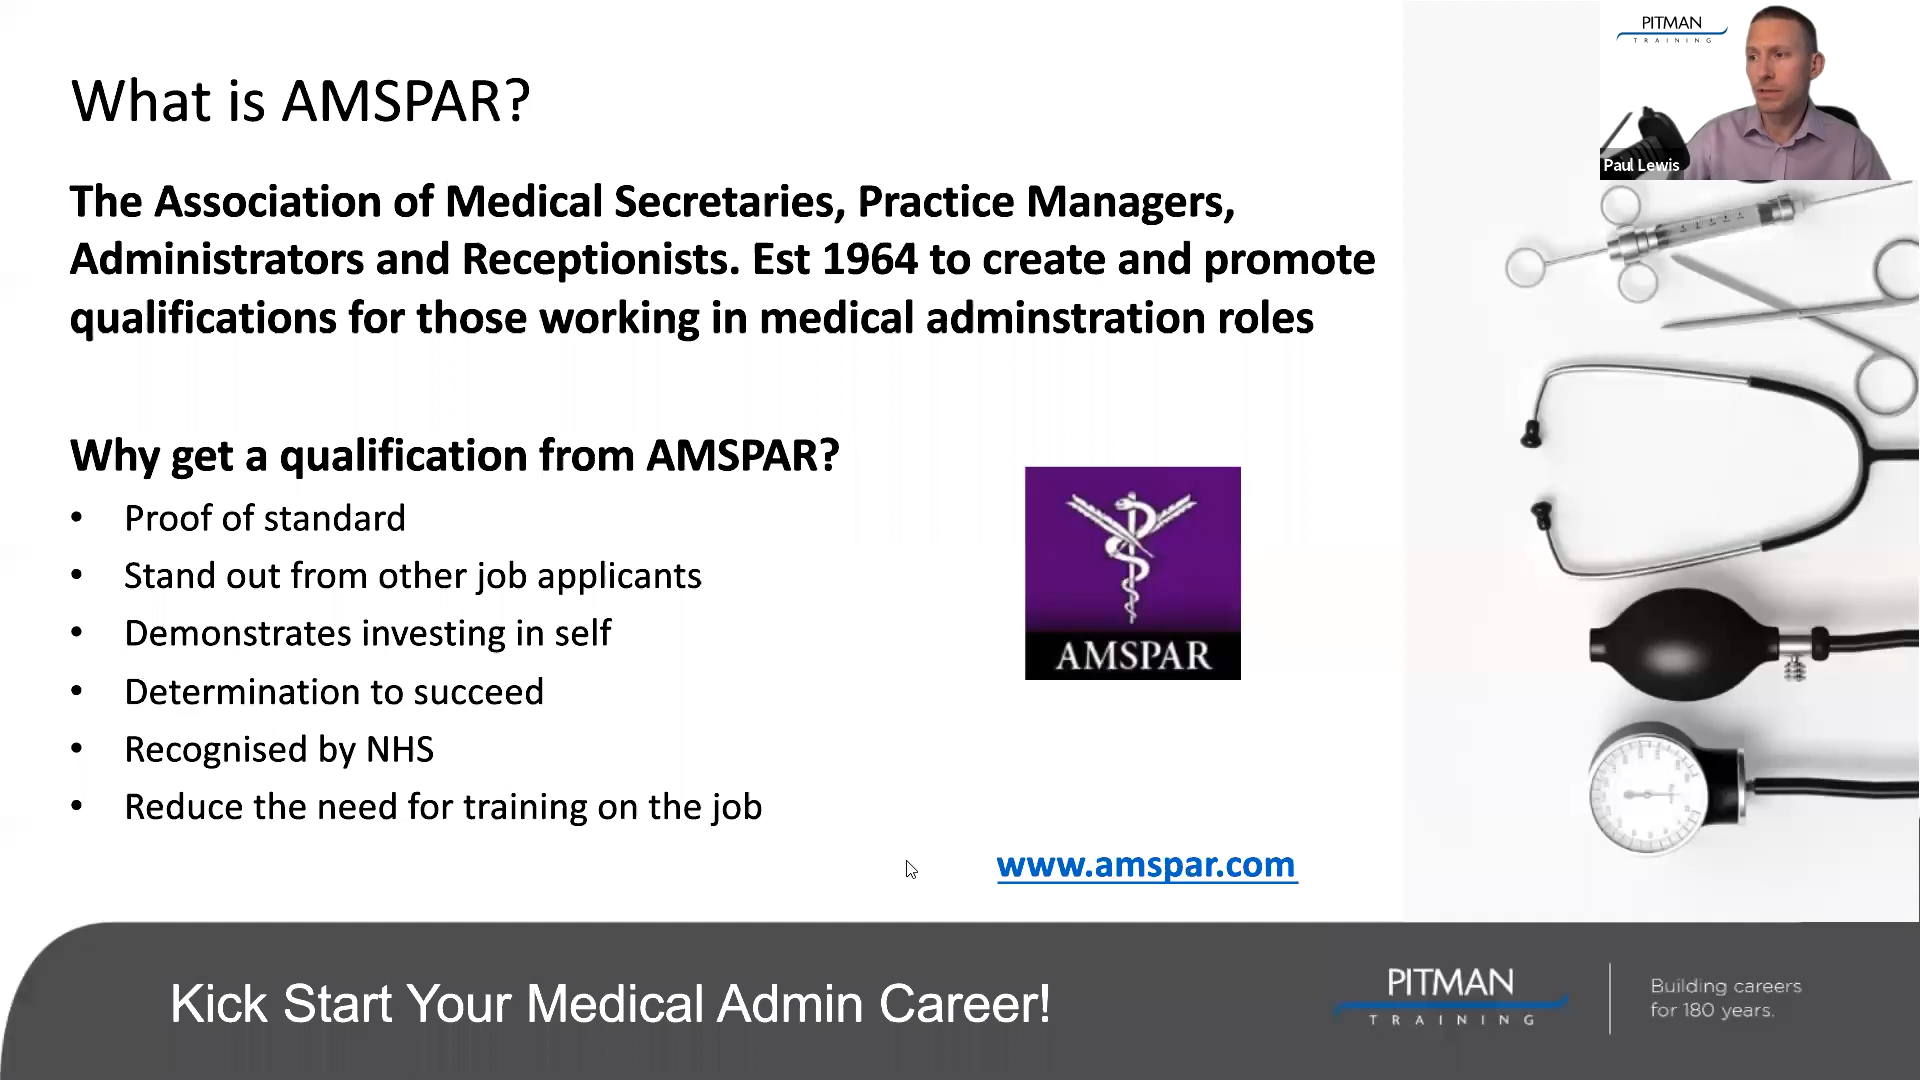 What is AMSPAR?
The Association of Medical Secretaries, Practice Managers,
Administrators and Receptionists. Est 1964 to create and promote
qualifications for those working in medical adminstration roles
Why get a qualification from AMSPAR?
• Proof of standard
• Stand out from other job applicants
• Demonstrates investing in self
• Determination to succeed
• Recognised by NHS
• Reduce the need for training on the job
AMSPAR
www.amspar.com
PITMAN
TRAINING
Paul Lewis
Kick Start Your Medical Admin Career!
PITMAN
TRAINING
Building careers
for 180 years.